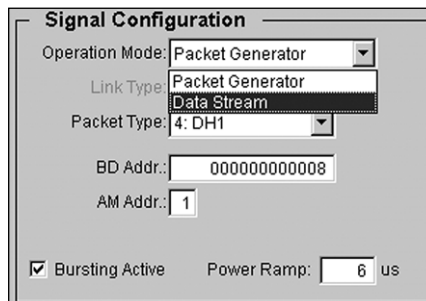 Signal Configuration
Operation Mode: Packet Generator
Link Type: Packet Generator
Data Stream
Packet Type: 4: DH1
BD Addr.: 000000000008
AM Addr.: 1
Bursting Active Power Ramp: 6 us